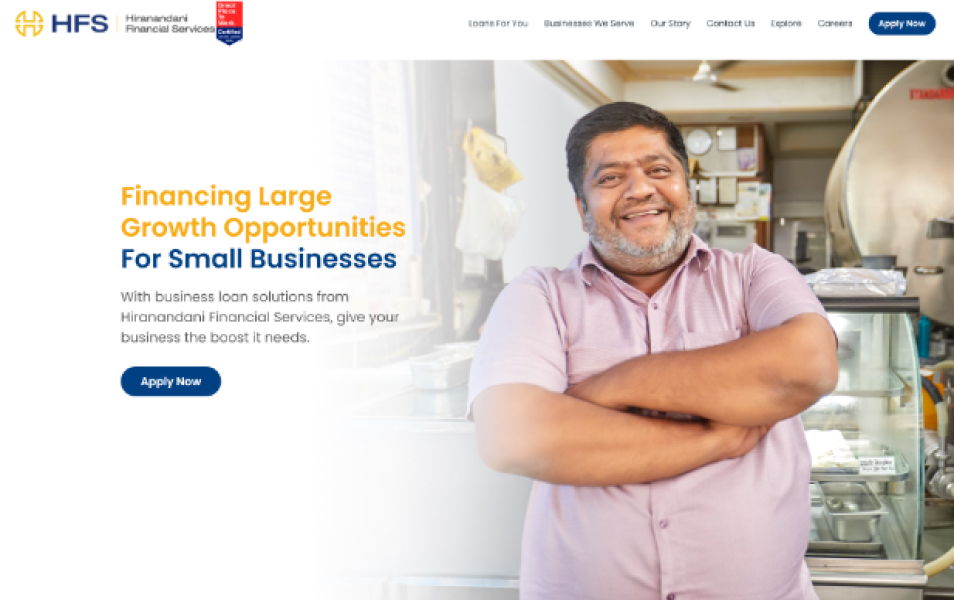 HFS
Hiranandani
Financial Services
Great
Place
To
Work
Certified
Loans For You
Businesses We Serve
Our Story
Contact Us
Explore
Careers
Apply Now
STANDARD
Financing Large
Growth Opportunities
For Small Businesses
With business loan solutions from
Hiranandani Financial Services, give your
business the boost it needs.
Apply Now